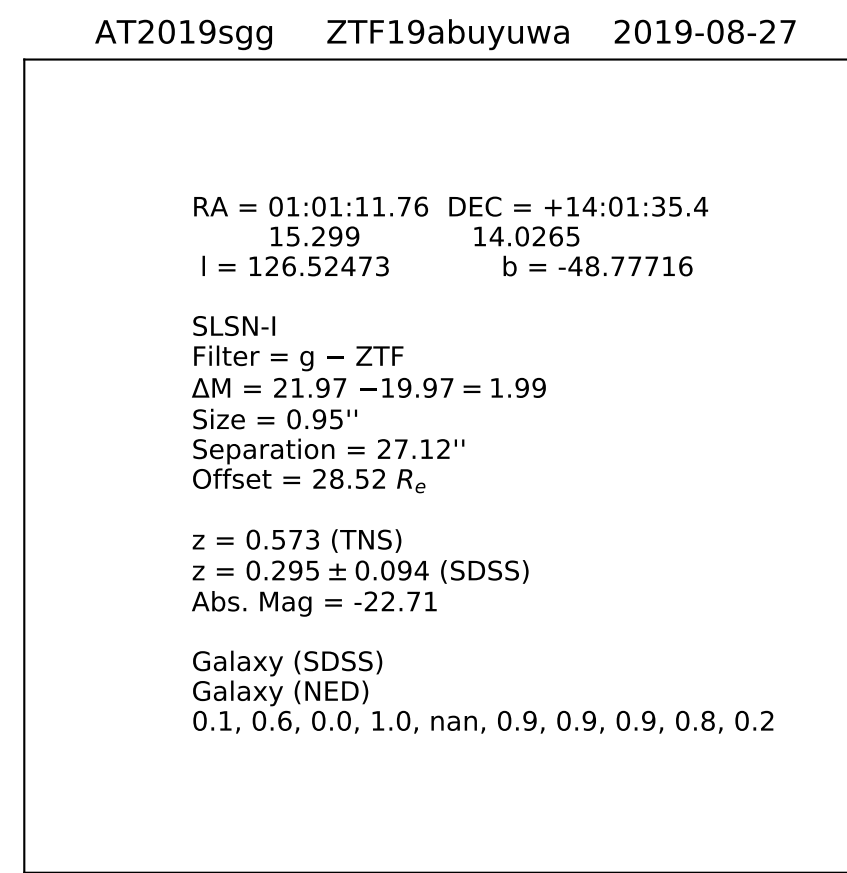 AT2019sgg ZTF19abuyuwa 2019-08-27
RA = 01:01:11.76 DEC = +14:01:35.4
15.299 14.0265
l = 126.52473 b = -48.77716
SLSN-I
Filter = g − ZTF
ΔM = 21.97 −19.97 = 1.99
Size = 0.95''
Separation = 27.12''
Offset = 28.52 Re
z = 0.573 (TNS)
z = 0.295 ± 0.094 (SDSS)
Abs. Mag = -22.71
Galaxy (SDSS)
Galaxy (NED)
0.1, 0.6, 0.0, 1.0, nan, 0.9, 0.9, 0.9, 0.8, 0.2